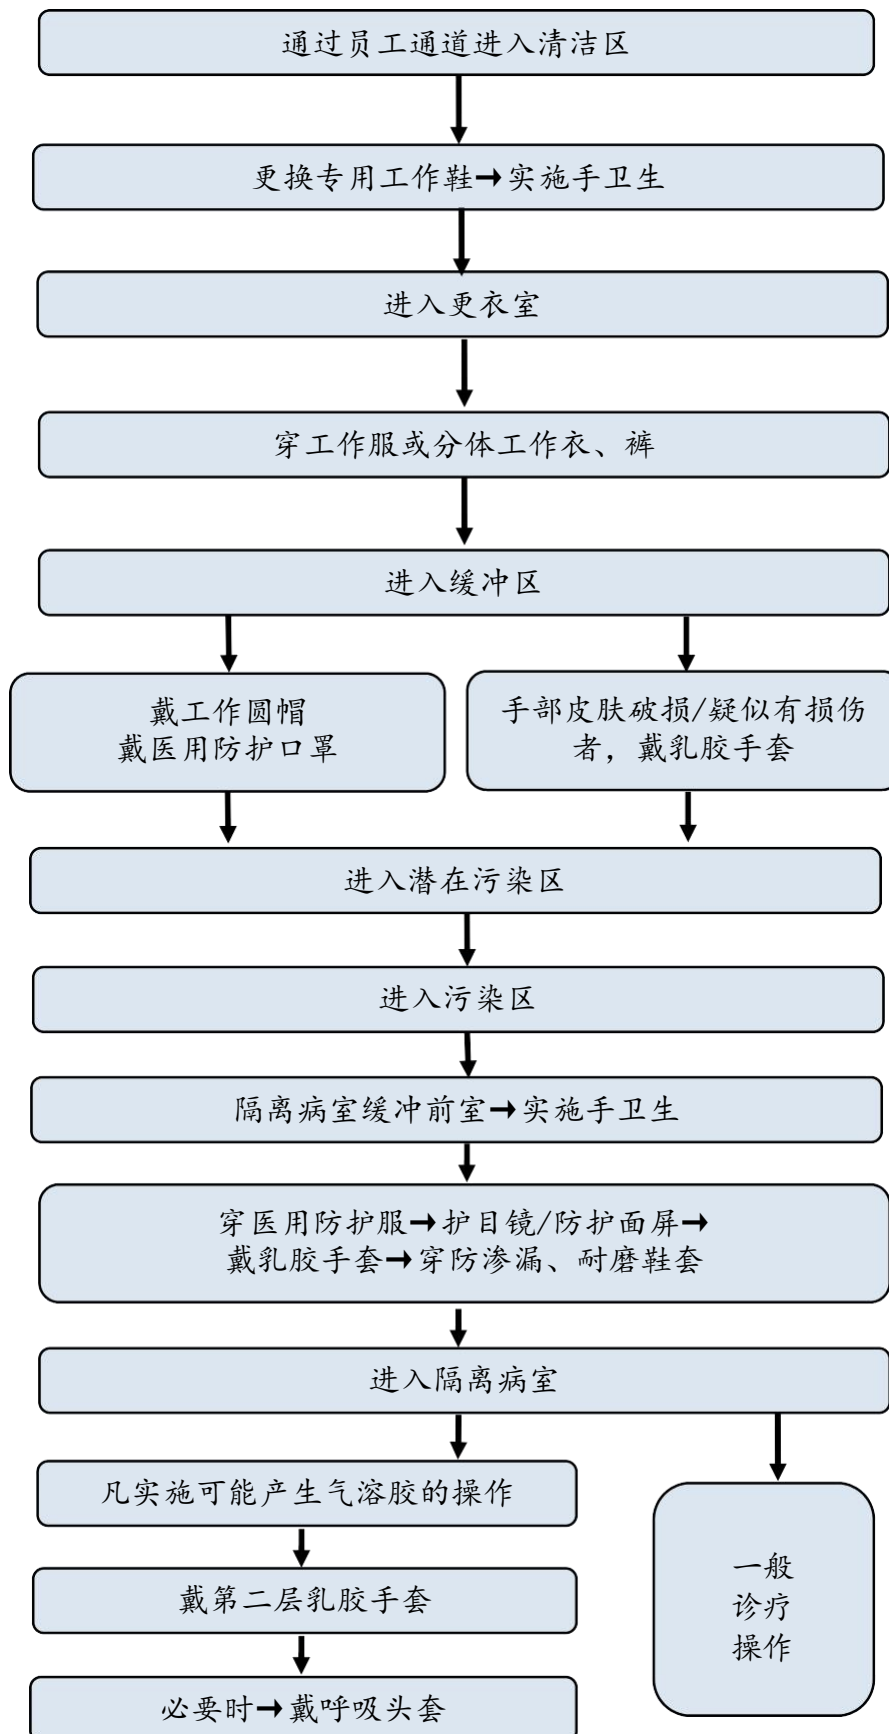 通过员工通道进入清洁区
更换专用工作鞋→实施手卫生
进入更衣室
穿工作服或分体工作衣、裤
进入缓冲区
戴工作圆帽
戴医用防护口罩
手部皮肤破损/疑似有损伤
者，戴乳胶手套
进入潜在污染区
进入污染区
隔离病室缓冲前室→实施手卫生
穿医用防护服→护目镜/防护面屏→
戴乳胶手套→穿防渗漏、耐磨鞋套
进入隔离病室
凡实施可能产生气溶胶的操作
戴第二层乳胶手套
必要时→戴呼吸头套
一般
诊疗
操作